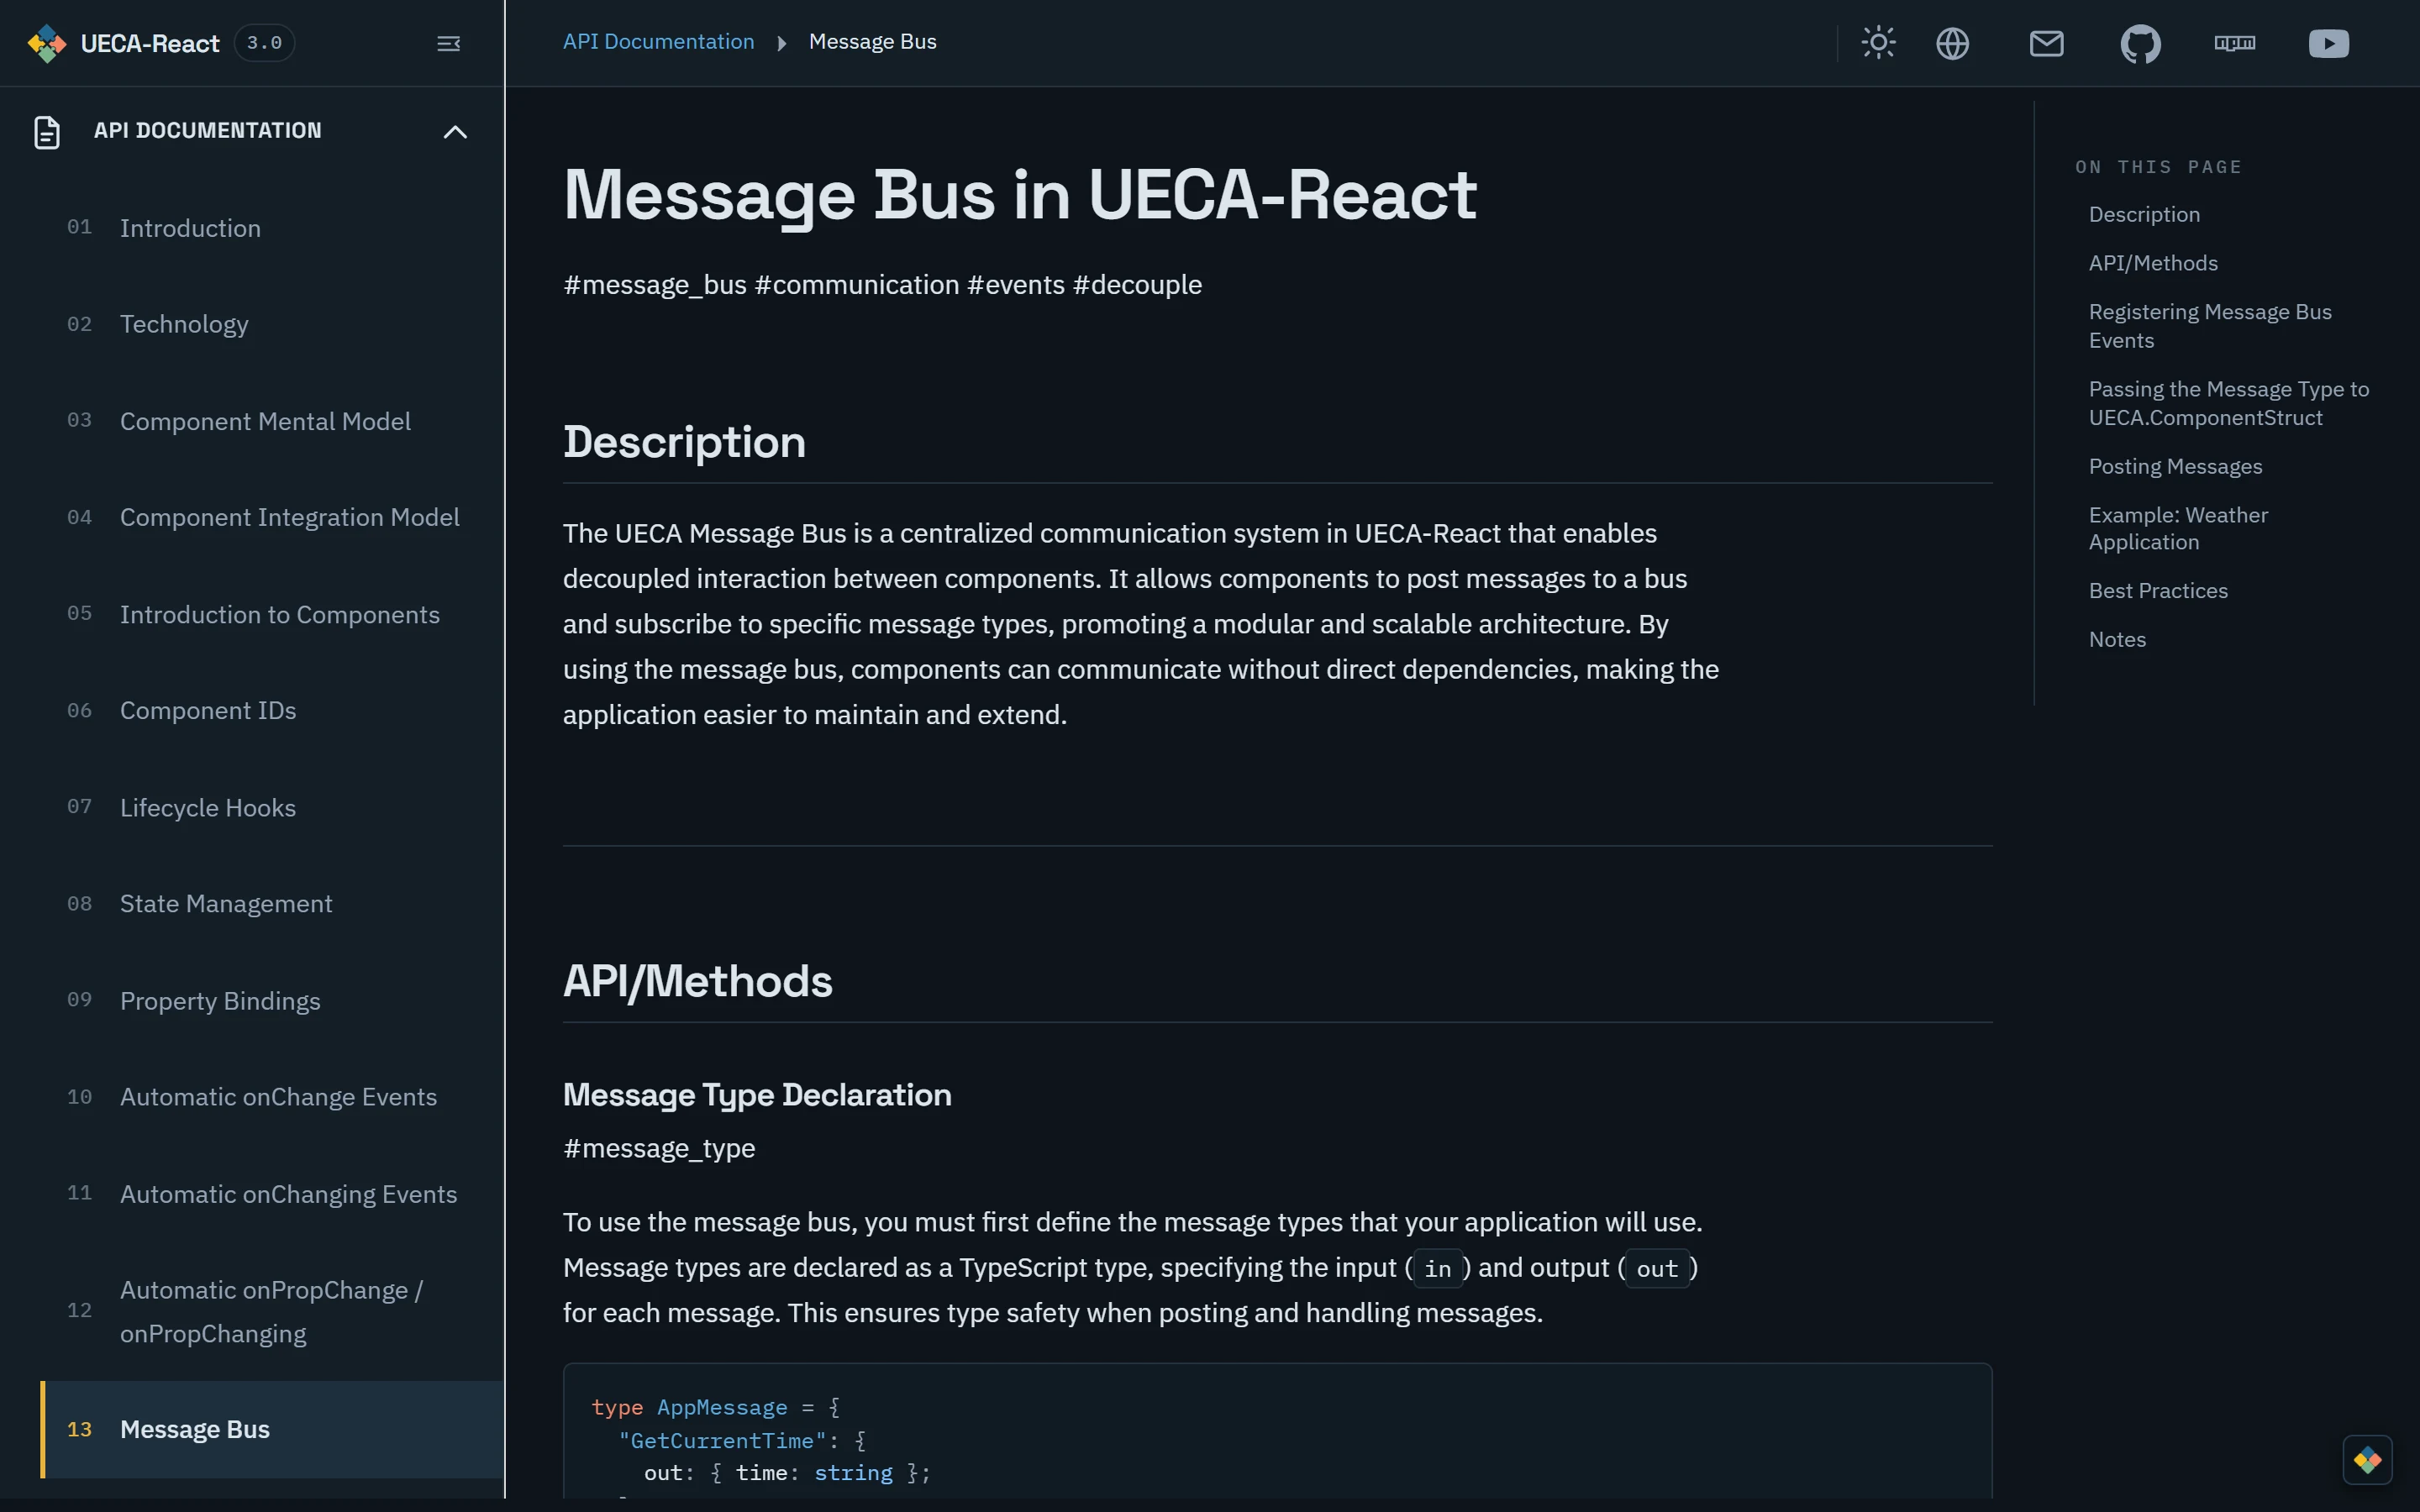 UECA-React 3.0
API DOCUMENTATION
01 Introduction
02 Technology
03 Component Mental Model
04 Component Integration Model
05 Introduction to Components
06 Component IDs
07 Lifecycle Hooks
08 State Management
09 Property Bindings
10 Automatic onChange Events
11 Automatic onChanging Events
12 Automatic onPropChange /
onPropChanging
13 Message Bus
API Documentation Message Bus
npm
Message Bus in UECA-React
#message_bus #communication #events #decouple
Description
The UECA Message Bus is a centralized communication system in UECA-React that enables
decoupled interaction between components. It allows components to post messages to a bus
and subscribe to specific message types, promoting a modular and scalable architecture. By
using the message bus, components can communicate without direct dependencies, making the
application easier to maintain and extend.
API/Methods
Message Type Declaration
#message_type
To use the message bus, you must first define the message types that your application will use.
Message types are declared as a TypeScript type, specifying the input (in) and output (out)
for each message. This ensures type safety when posting and handling messages.
type AppMessage = {
"GetCurrentTime": {
out: { time: string };
ON THIS PAGE
Description
API/Methods
Registering Message Bus
Events
Passing the Message Type to
UECA.ComponentStruct
Posting Messages
Example: Weather
Application
Best Practices
Notes